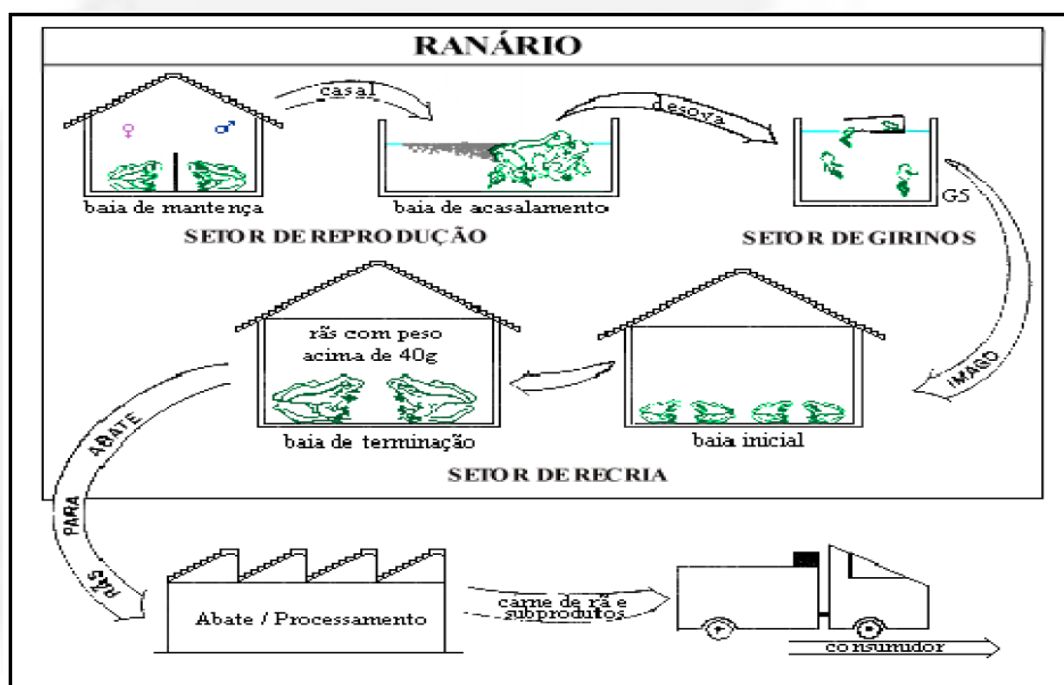 RANÁRIO
casal
desova
♀ ♂
baia de mantença
baia de acasalamento
G5
SETOR DE REPRODUÇÃO
SETOR DE GIRINOS
IMAGO
rãs com peso
acima de 40g
baia de terminação
baia inicial
SETOR DE RECRIA
RÃS PARA ABATE
Abate / Processamento
carne de rã e
subprodutos
consumidor